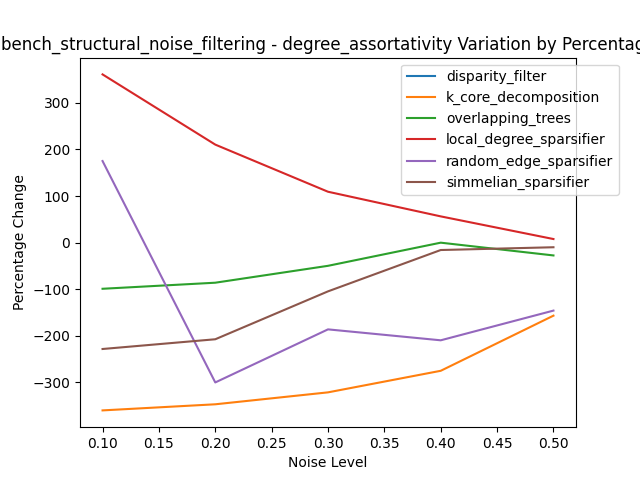 bench_structural_noise_filtering - degree_assortativity Variation by
disparity_filter
k_core_decomposition
overlapping_trees
local_degree_sparsifier
random_edge_sparsifier
simmelian_sparsifier
Percentage Change
300
200
100
0
−100
−200
−300
0.10 0.15 0.20 0.25 0.30 0.35 0.40 0.45 0.50
Noise Level